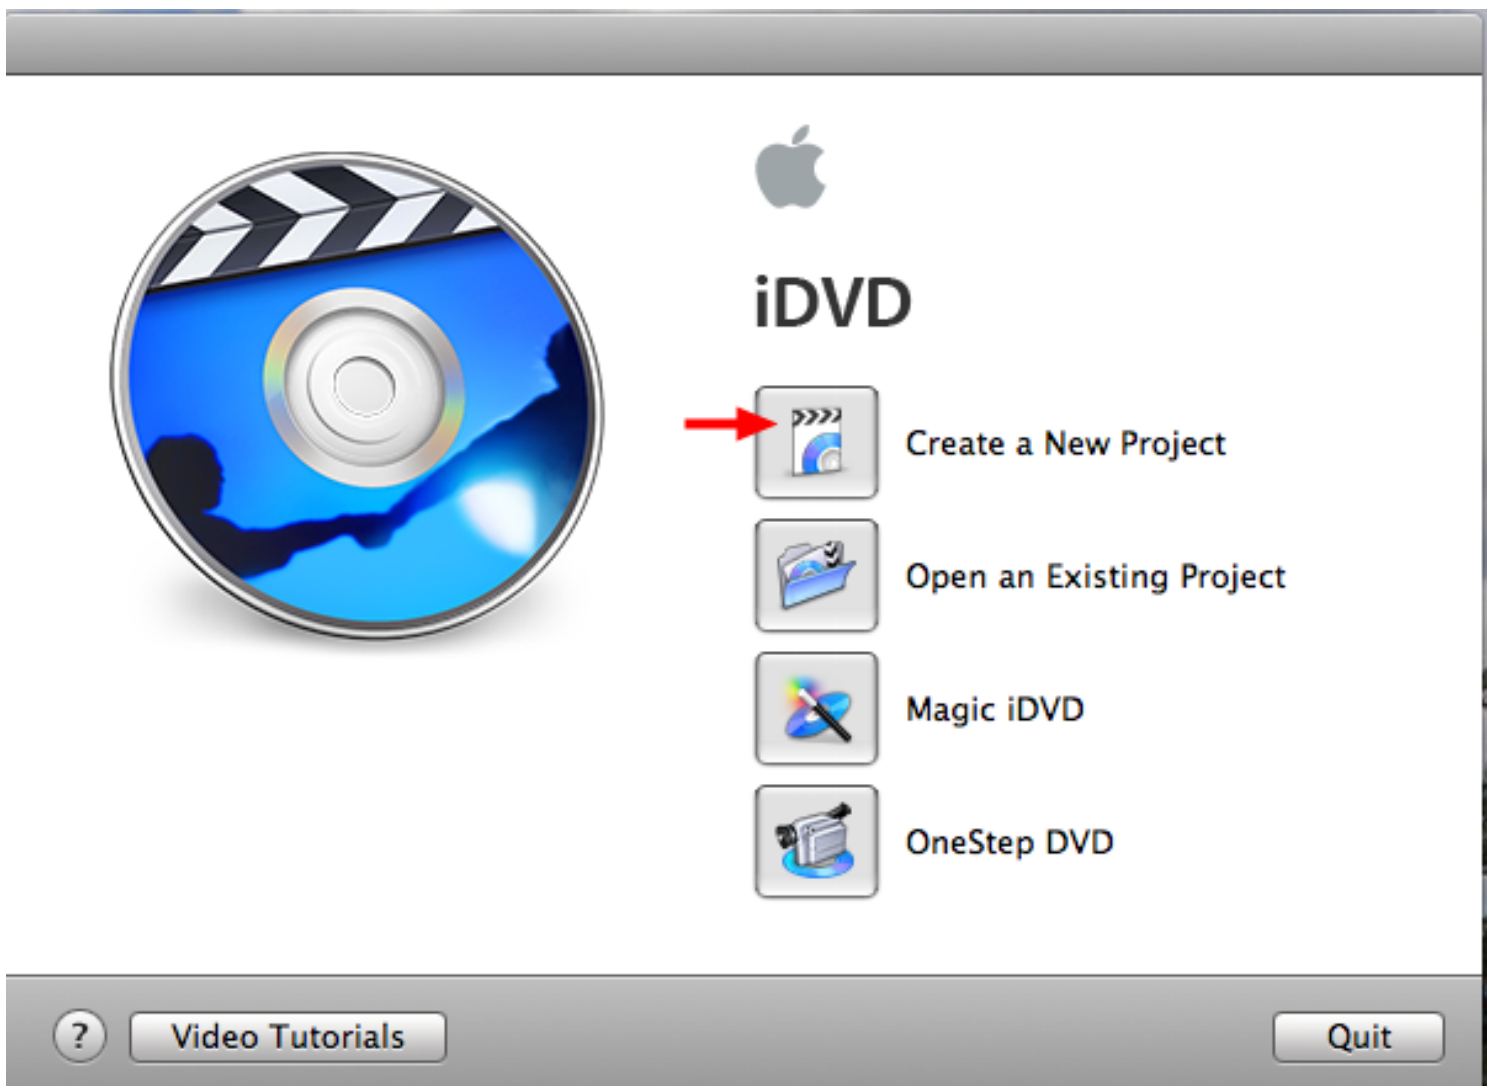 iDVD
Create a New Project
Open an Existing Project
Magic iDVD
OneStep DVD
?
Video Tutorials
Quit